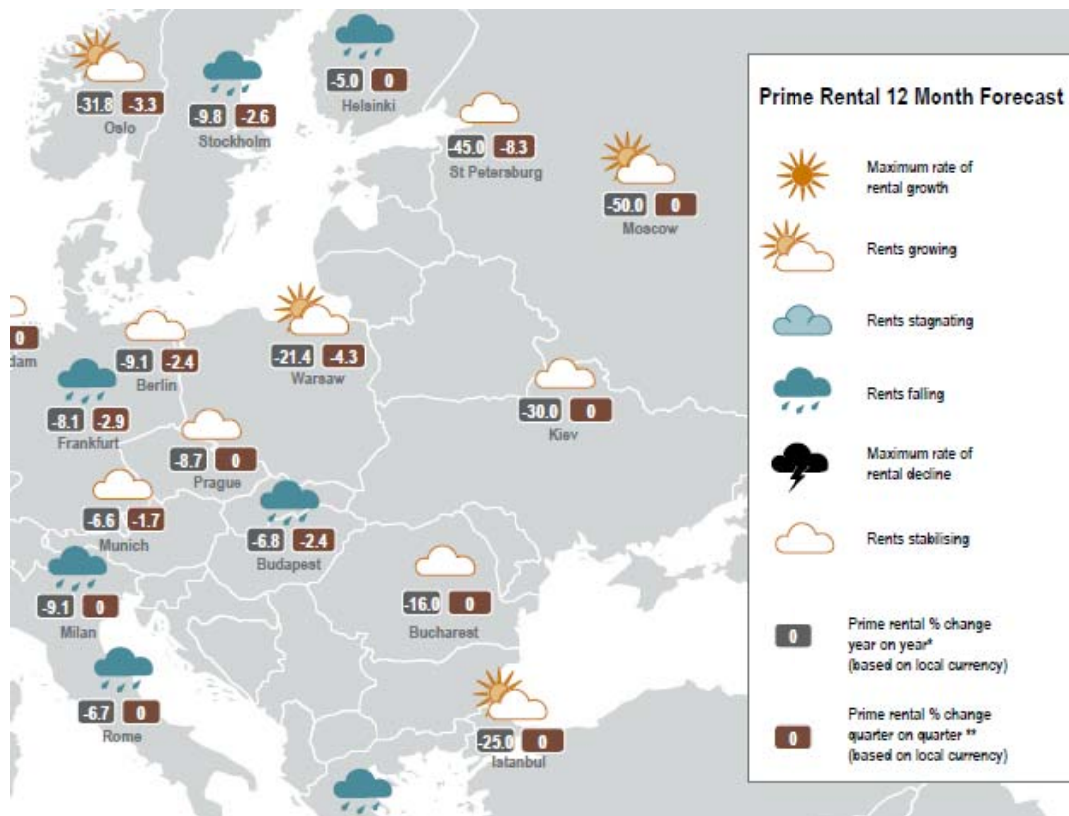 -31.8 -3.3
Oslo
-9.8 -2.6
Stockholm
-5.0 0
Helsinki
-45.0 -8.3
St Petersburg
-50.0 0
Moscow
0
dam
-9.1 -2.4
Berlin
-21.4 -4.3
Warsaw
-30.0 0
Kiev
-8.1 -2.9
Frankfurt
-8.7 0
Prague
-6.6 -1.7
Munich
-6.8 -2.4
Budapest
-9.1 0
Milan
-16.0 0
Bucharest
-6.7 0
Rome
-25.0 0
Istanbul
Prime Rental 12 Month Forecast
Maximum rate of
rental growth
Rents growing
Rents stagnating
Rents falling
Maximum rate of
rental decline
Rents stabilising
0
Prime rental % change
year on year*
(based on local currency)
0
Prime rental % change
quarter on quarter **
(based on local currency)